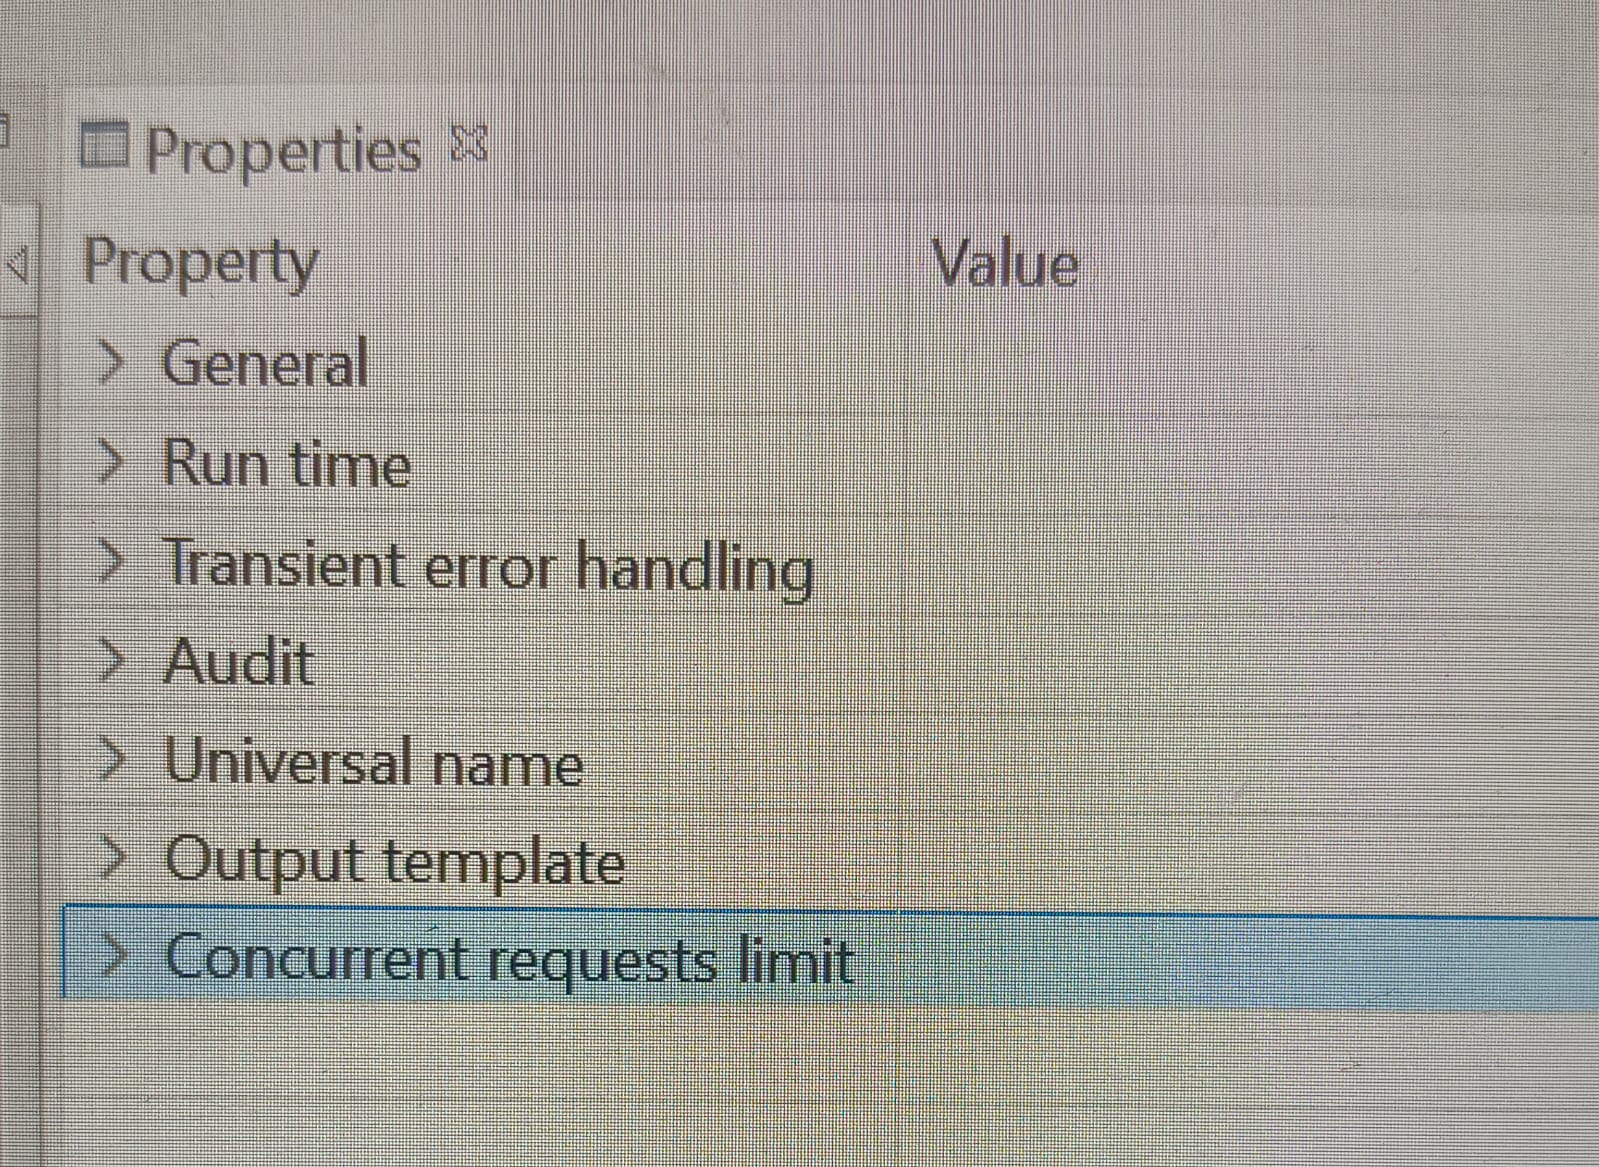 Properties
Property Value
General
Run time
Transient error handling
Audit
Universal name
Output template
Concurrent requests limit